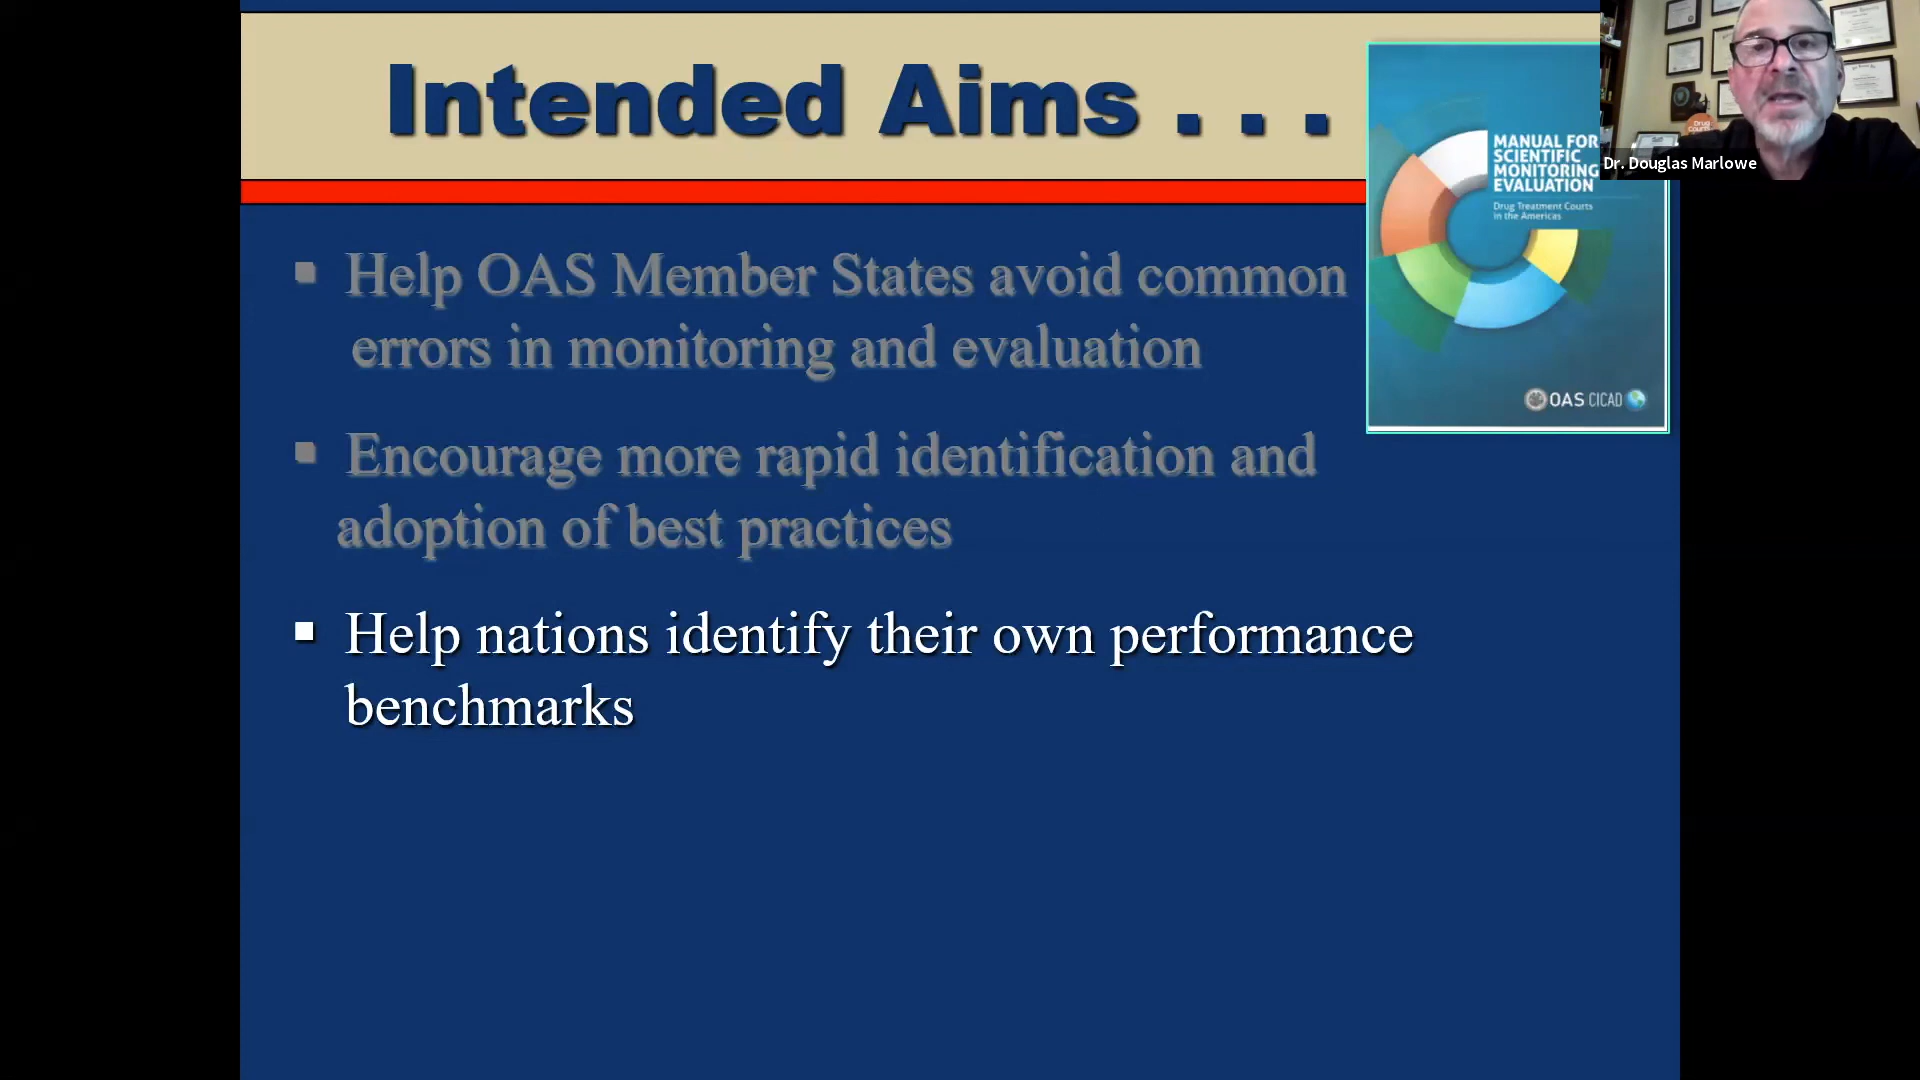 Intended Aims . . .
MANUAL FOR
SCIENTIFIC
MONITORING
EVALUATION
Drug Treatment Courts
in the Americas
OAS CICAD
Dr. Douglas Marlowe
▪ Help OAS Member States avoid common
errors in monitoring and evaluation
▪ Encourage more rapid identification and
adoption of best practices
▪ Help nations identify their own performance
benchmarks